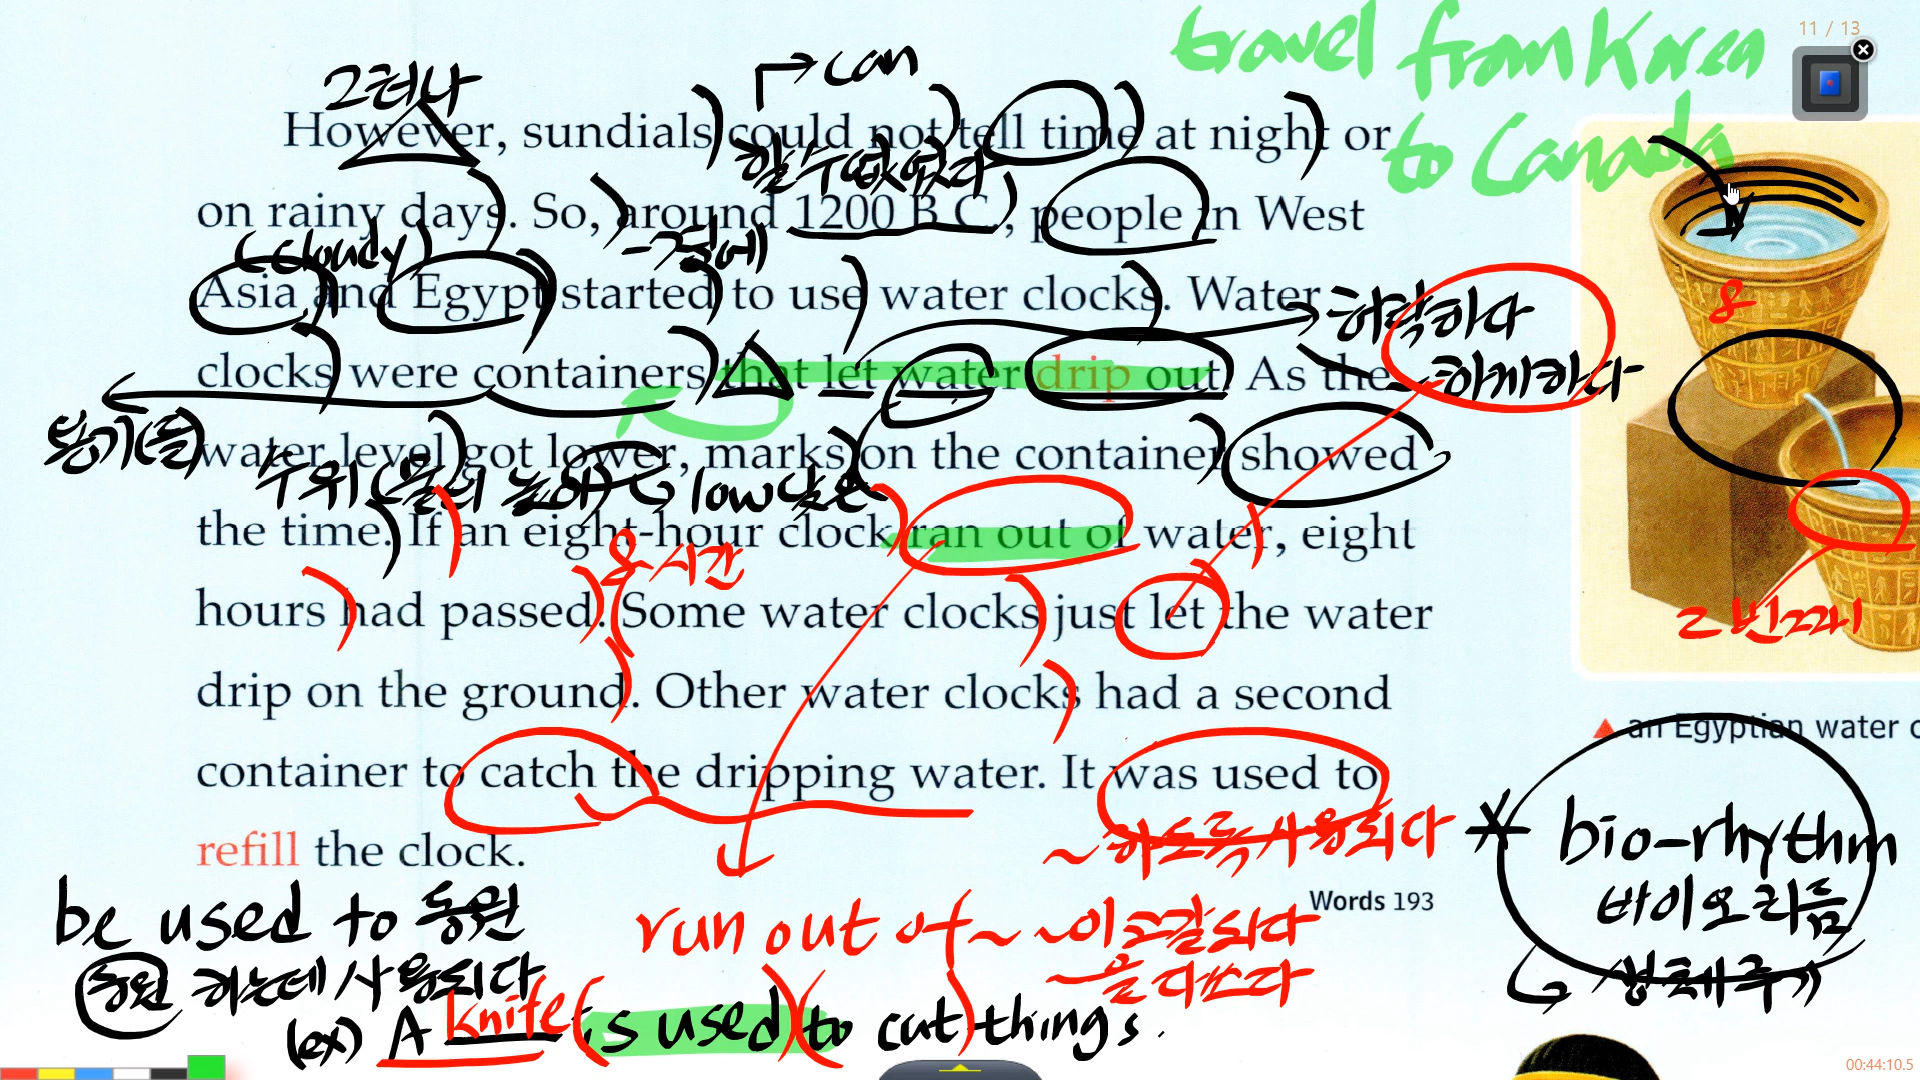 travel from Korea
11 / 13
to Canada
그러나
can
However, sundials could not tell time at night or
할 수 없었다
on rainy days. So, around 1200 B.C., people in West
(cloudy)
~경에
Asia and Egypt started to use water clocks. Water
허락하다
clocks were containers that let water drip out. As the
~하게하다
8
용기(들)
water level got lower, marks on the container showed
수위(물의 높이)
low 낮은
the time. If an eight-hour clock ran out of water, eight
8시간
hours had passed. Some water clocks just let the water
drip on the ground. Other water clocks had a second
an Egyptian water c
container to catch the dripping water. It was used to
~하도록 사용되다
refill the clock.
bio-rhythm
바이오리듬
생체주기
Words 193
be used to 동원
동원 하는데 사용되다
run out of ~ ~이 고갈되다
~을 다 쓰다
(ex) A knife is used to cut things.
00:44:10.5